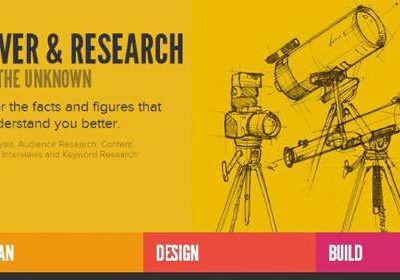 VER & RESEARCH
THE UNKNOWN
r the facts and figures that
derstand you better.
ysis, Audience Research, Content
Interviews and Keyword Research
AN
DESIGN
BUILD